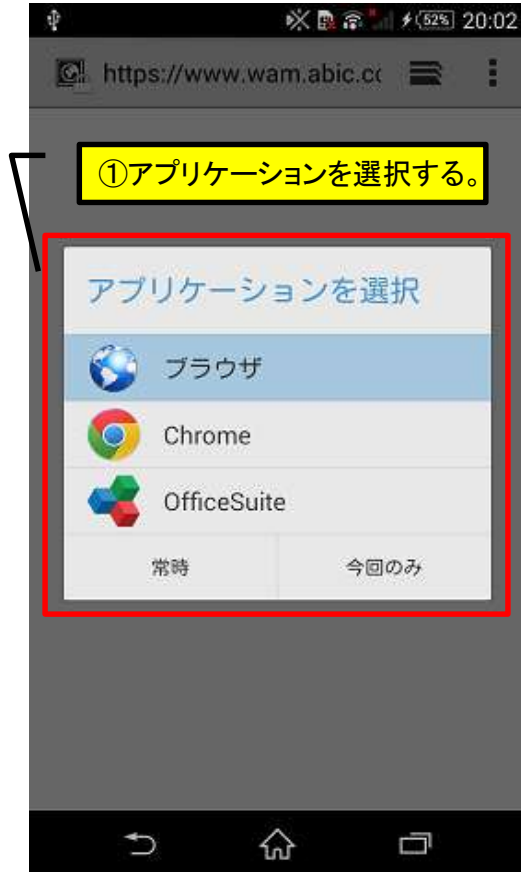 52% 20:02
https://www.wam.abic.cc
①アプリケーションを選択する。
アプリケーションを選択
ブラウザ
Chrome
OfficeSuite
常時 今回のみ